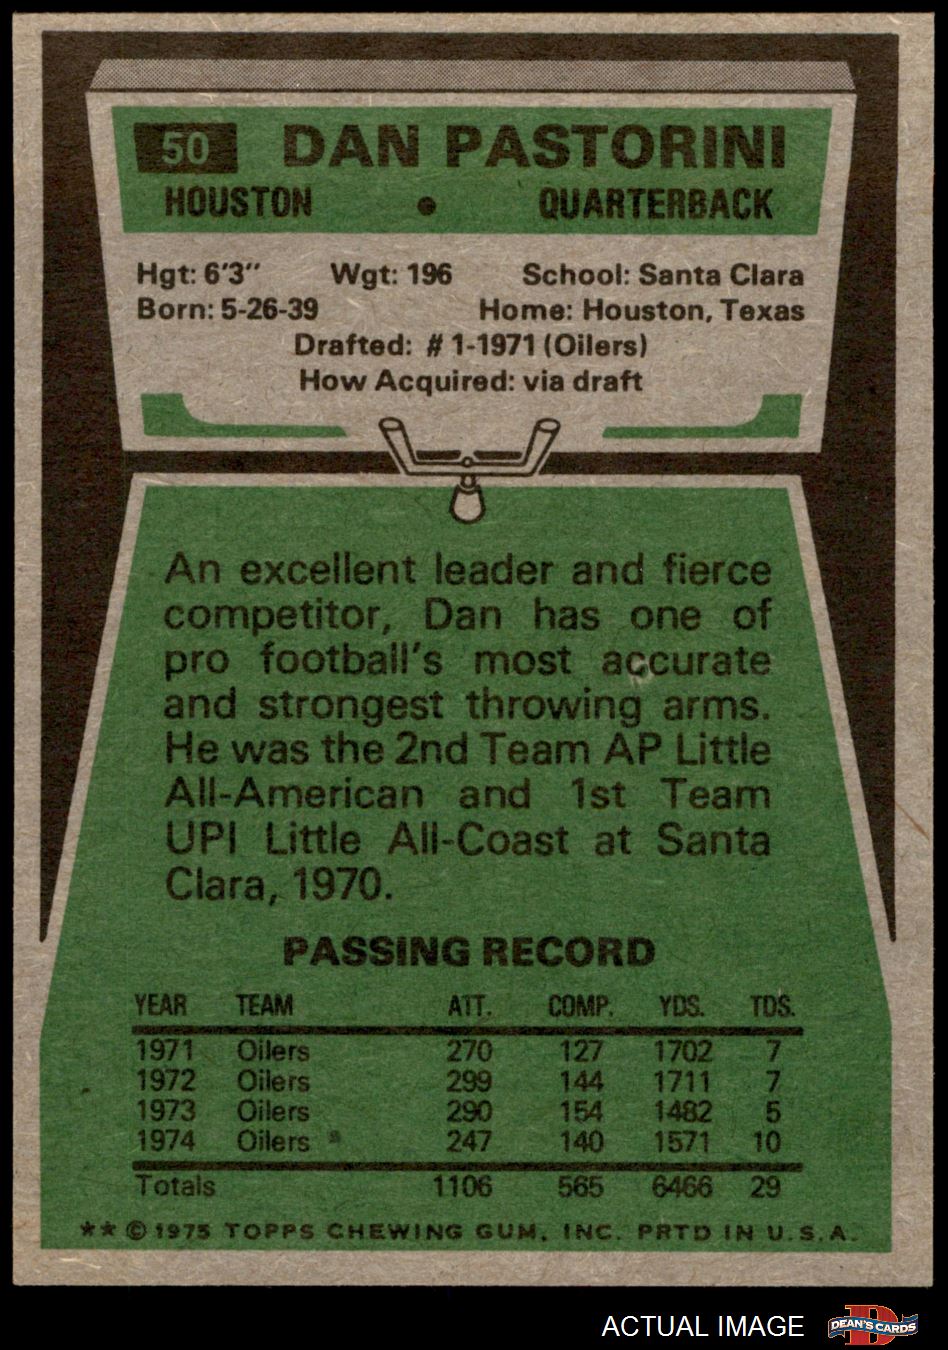 50 DAN PASTORINI
HOUSTON • QUARTERBACK
Hgt: 6'3" Wgt: 196 School: Santa Clara
Born: 5-26-39 Home: Houston, Texas
Drafted: #1-1971 (Oilers)
How Acquired: via draft
An excellent leader and fierce
competitor, Dan has one of
pro football's most accurate
and strongest throwing arms.
He was the 2nd Team AP Little
All-American and 1st Team
UPI Little All-Coast at Santa
Clara, 1970.
PASSING RECORD
YEAR TEAM ATT. COMP. YDS. TDS.
1971 Oilers 270 127 1702 7
1972 Oilers 299 144 1711 7
1973 Oilers 290 154 1482 5
1974 Oilers 247 140 1571 10
Totals 1106 565 6466 29
** © 1975 TOPPS CHEWING GUM, INC. PRTD IN U.S.A.
ACTUAL IMAGE D DEAN'S CARDS